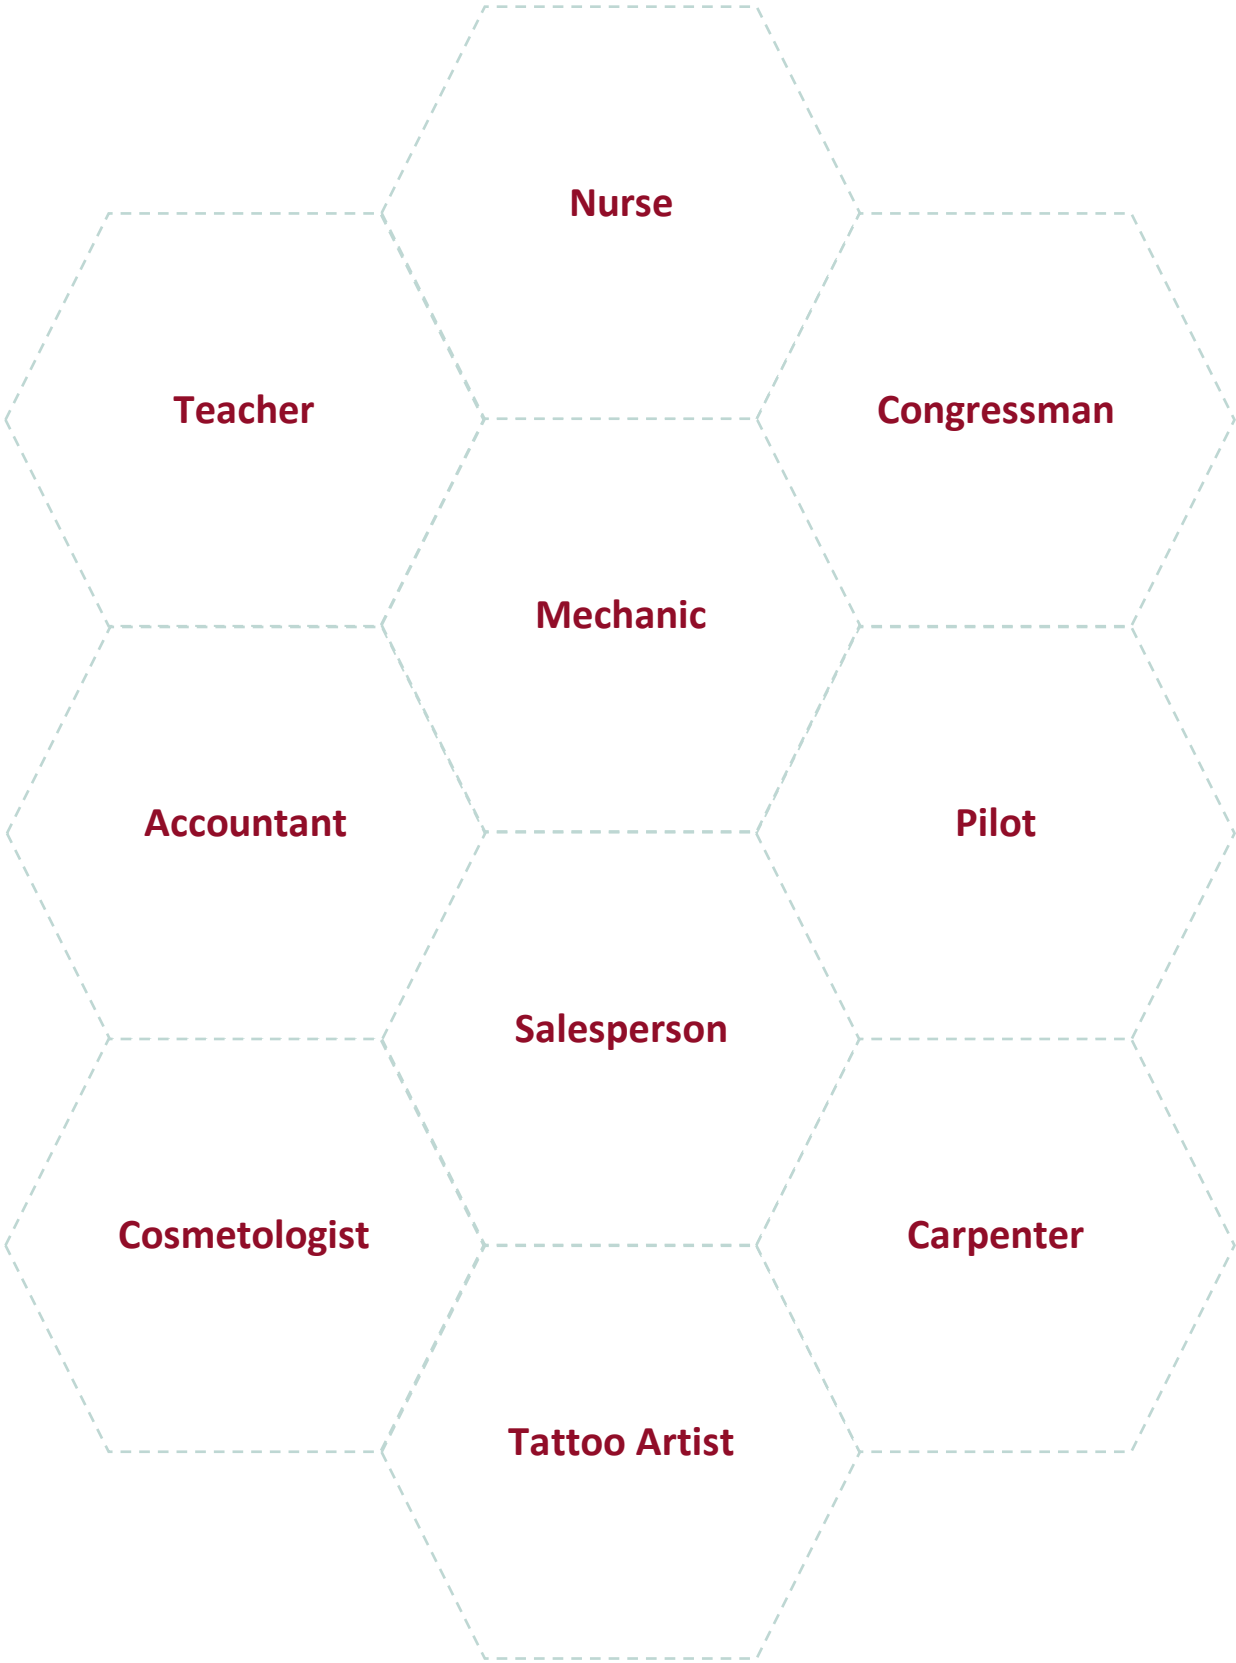 Nurse
Teacher
Congressman
Mechanic
Accountant
Pilot
Salesperson
Cosmetologist
Carpenter
Tattoo Artist